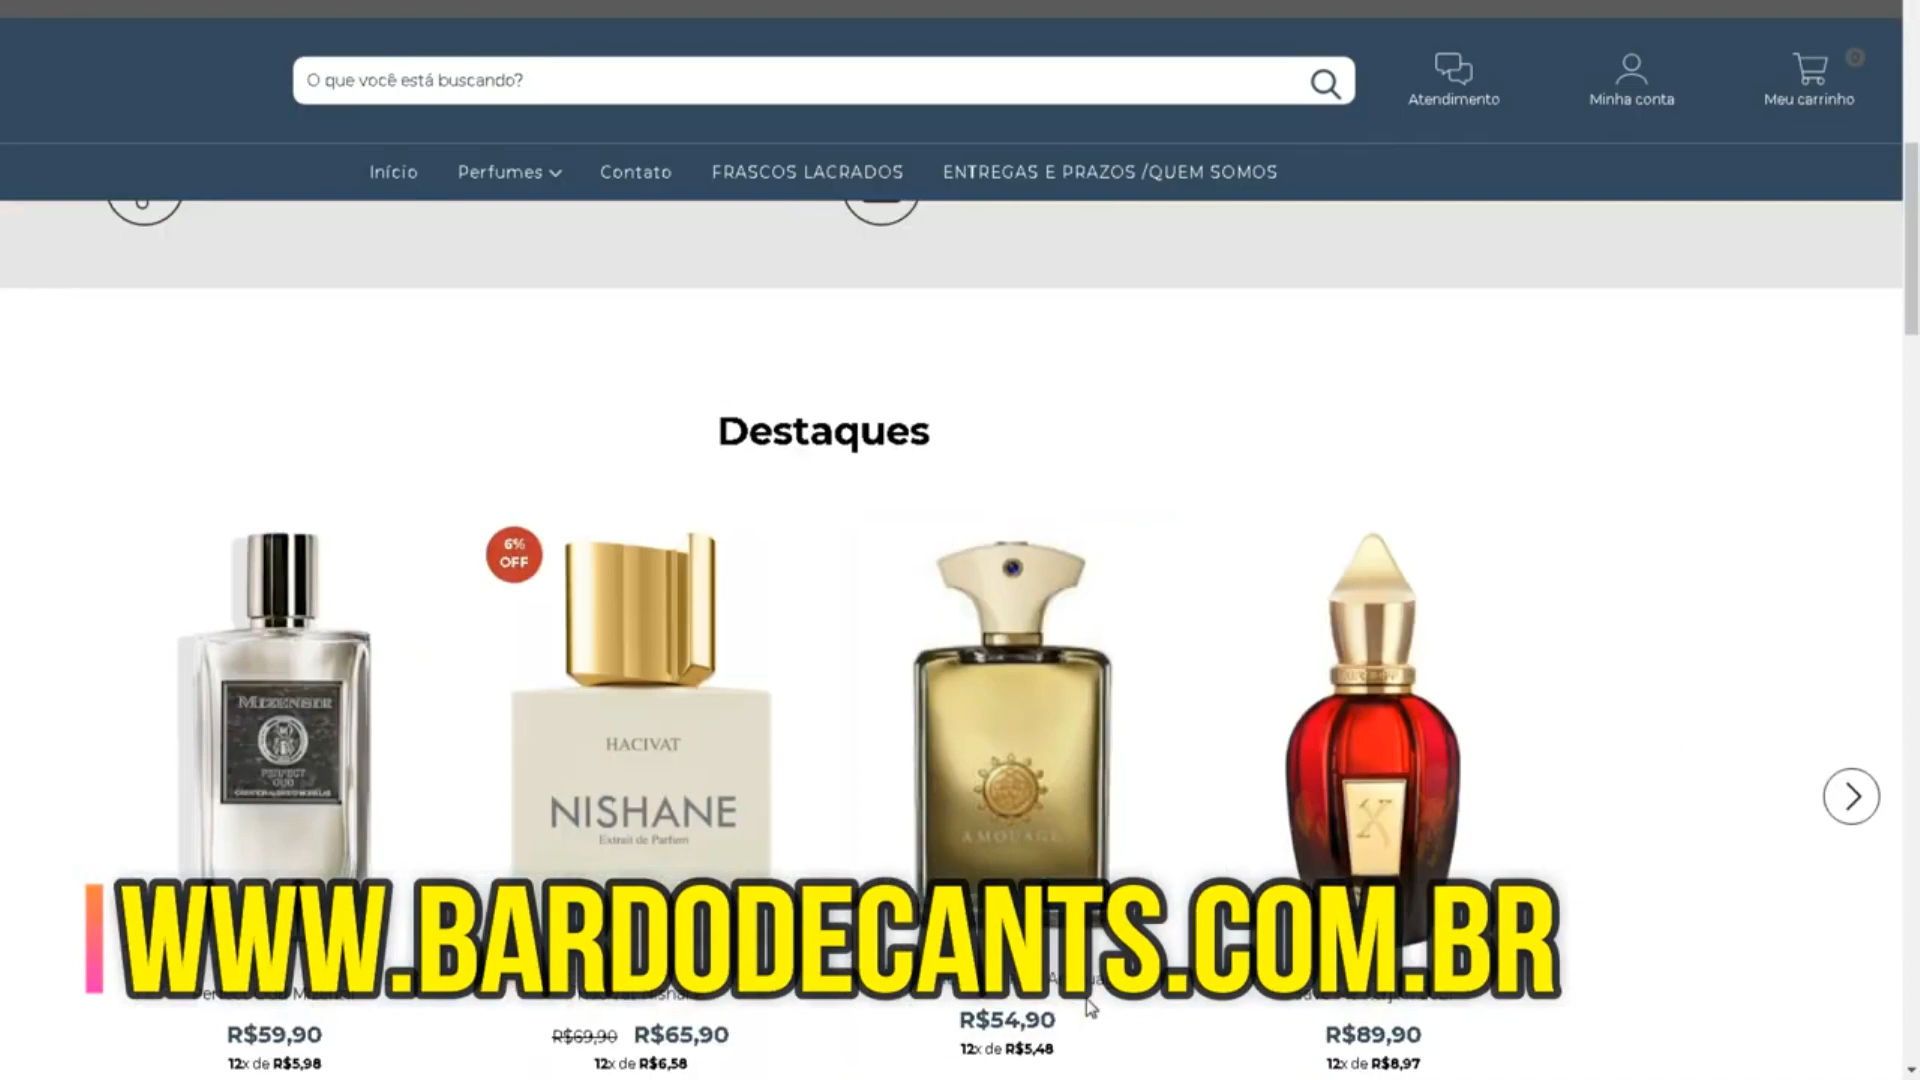 O que você está buscando?
Atendimento
Minha conta
Meu carrinho
0
Início
Perfumes
Contato
FRASCOS LACRADOS
ENTREGAS E PRAZOS /QUEM SOMOS
Destaques
6%
OFF
MIZENSIR
PERFECT
OUD
HACIVAT
NISHANE
Extrait de Parfum
AMOUAGE
X
WWW.BARDODECANTS.COM.BR
R$59,90
12x de R$5,98
R$69,90 R$65,90
12x de R$6,58
R$54,90
12x de R$5,48
R$89,90
12x de R$8,97